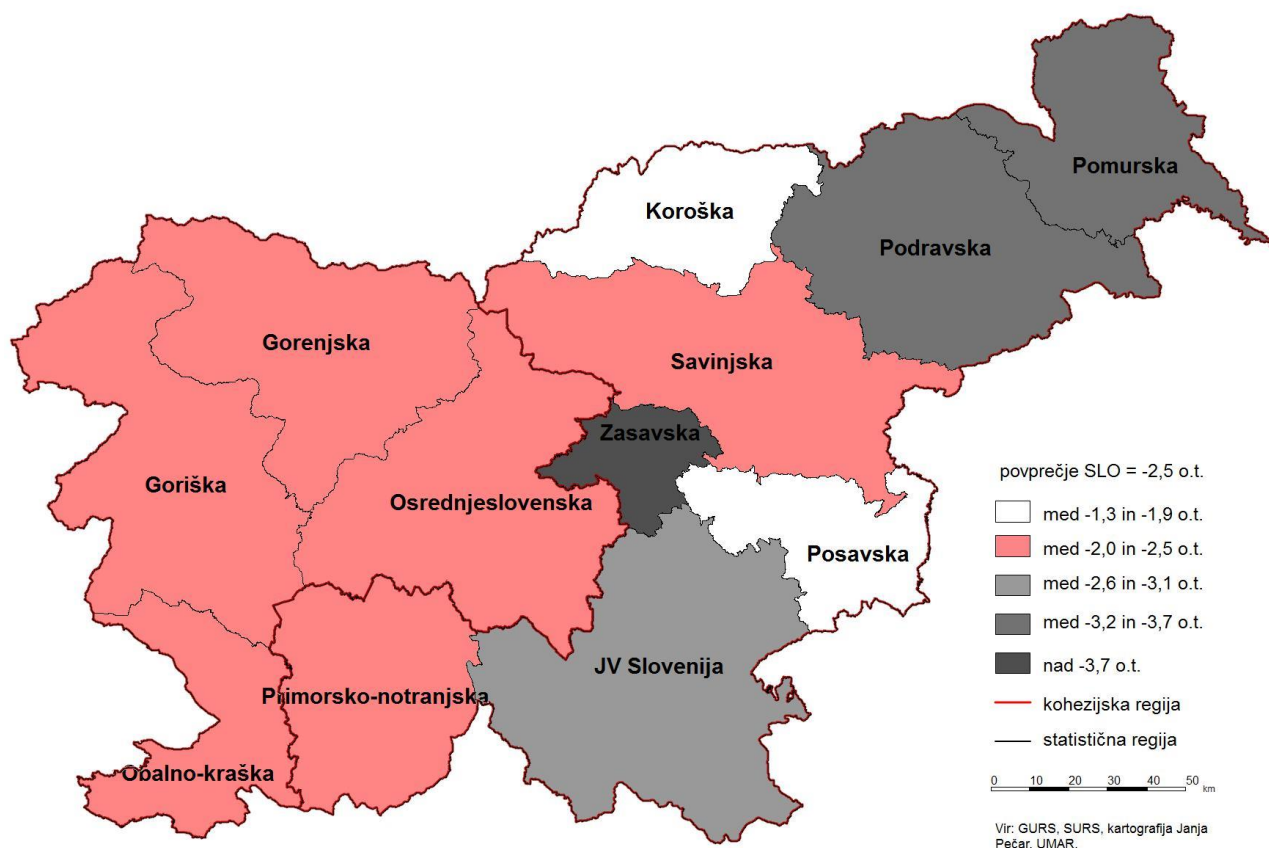 Pomurska
Koroška
Podravska
Gorenjska
Savinjska
Zasavska
Goriška
Osrednjeslovenska
Posavska
JV Slovenija
Primorsko-notranjska
Obalno-kraška
povprečje SLO = -2,5 o.t.
med -1,3 in -1,9 o.t.
med -2,0 in -2,5 o.t.
med -2,6 in -3,1 o.t.
med -3,2 in -3,7 o.t.
nad -3,7 o.t.
kohezijska regija
statistična regija
0 10 20 30 40 50
km
Vir: GURS, SURS, kartografija Janja
Pečar, UMAR.